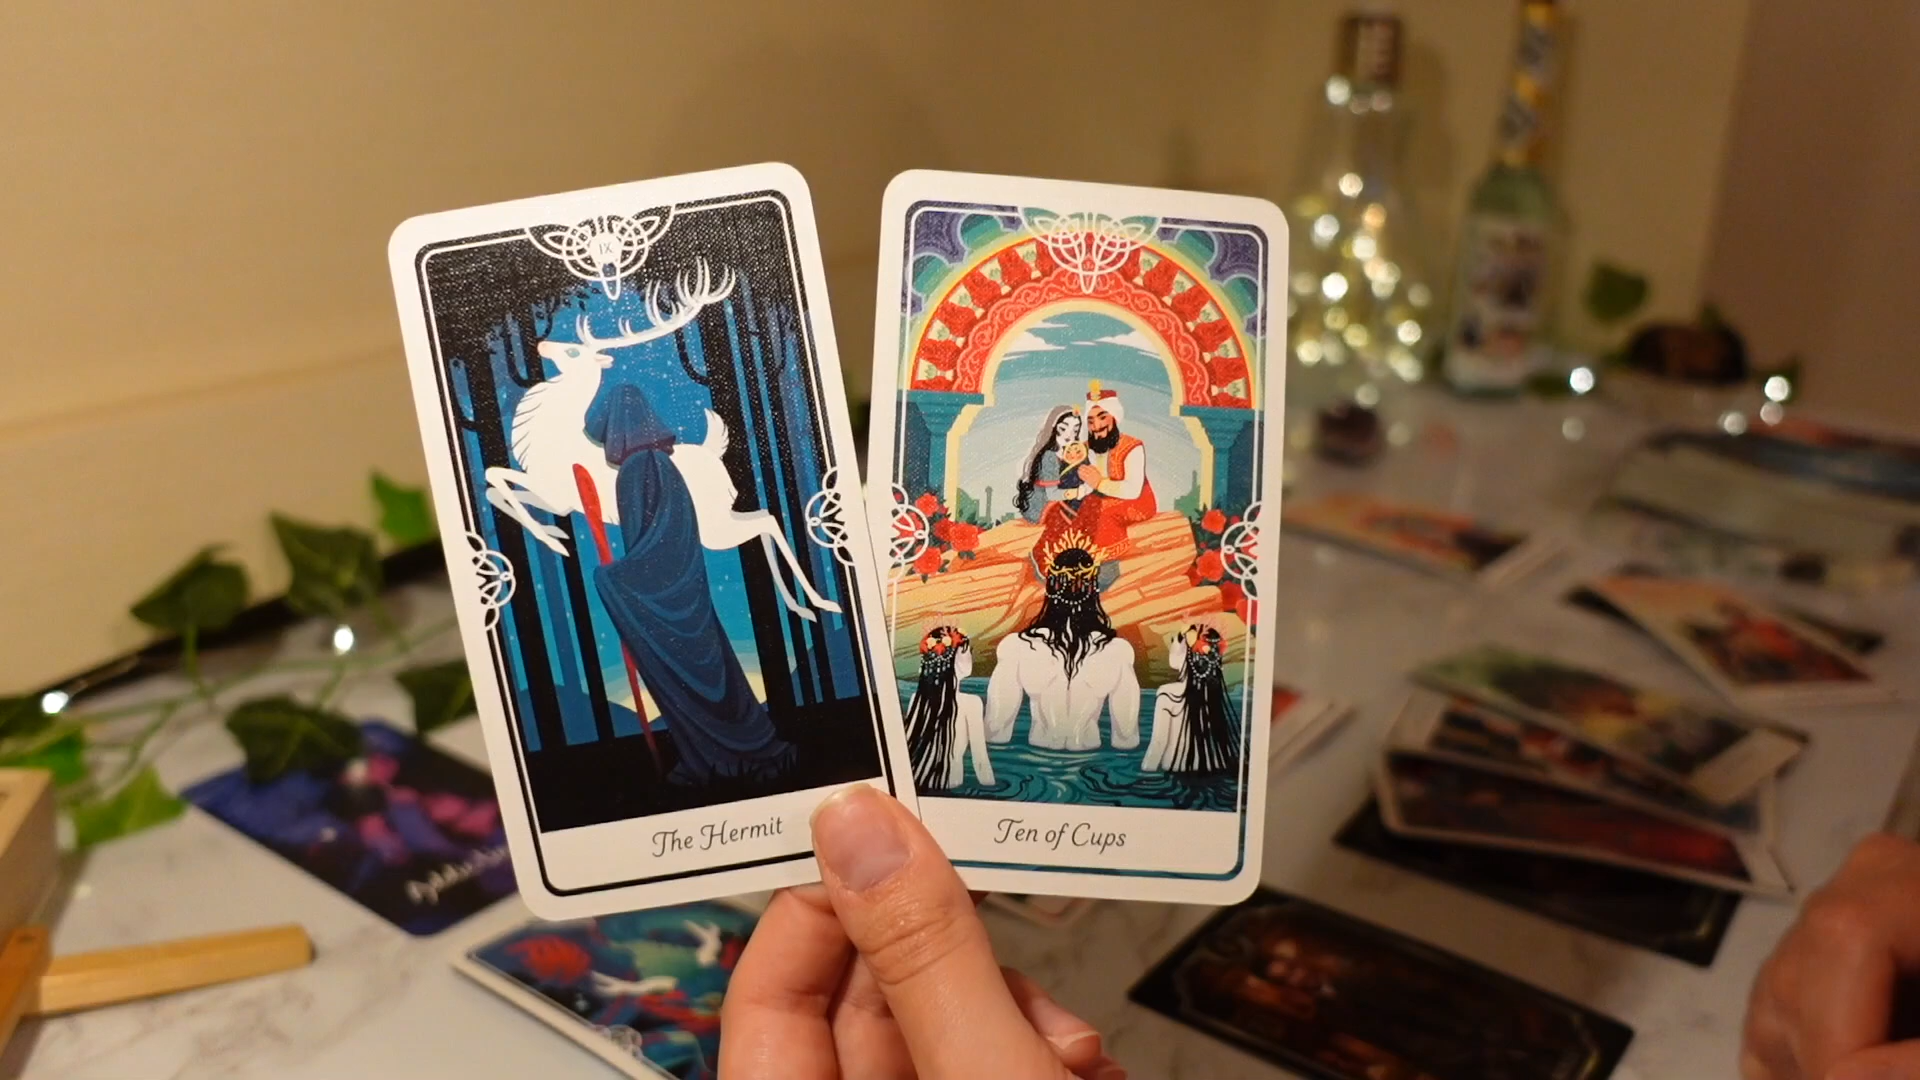 IX
The Hermit
Ten of Cups